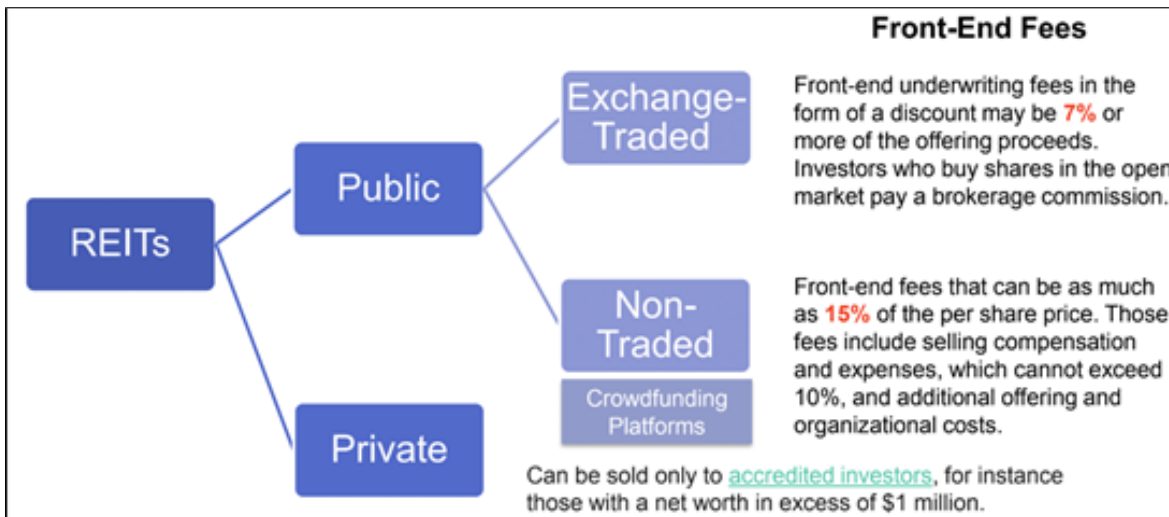 Front-End Fees
Exchange-
Traded
Front-end underwriting fees in the
form of a discount may be 7% or
more of the offering proceeds.
Investors who buy shares in the open
market pay a brokerage commission.
Public
REITs
Non-
Traded
Front-end fees that can be as much
as 15% of the per share price. Those
fees include selling compensation
and expenses, which cannot exceed
10%, and additional offering and
organizational costs.
Crowdfunding
Platforms
Private
Can be sold only to accredited investors, for instance
those with a net worth in excess of $1 million.